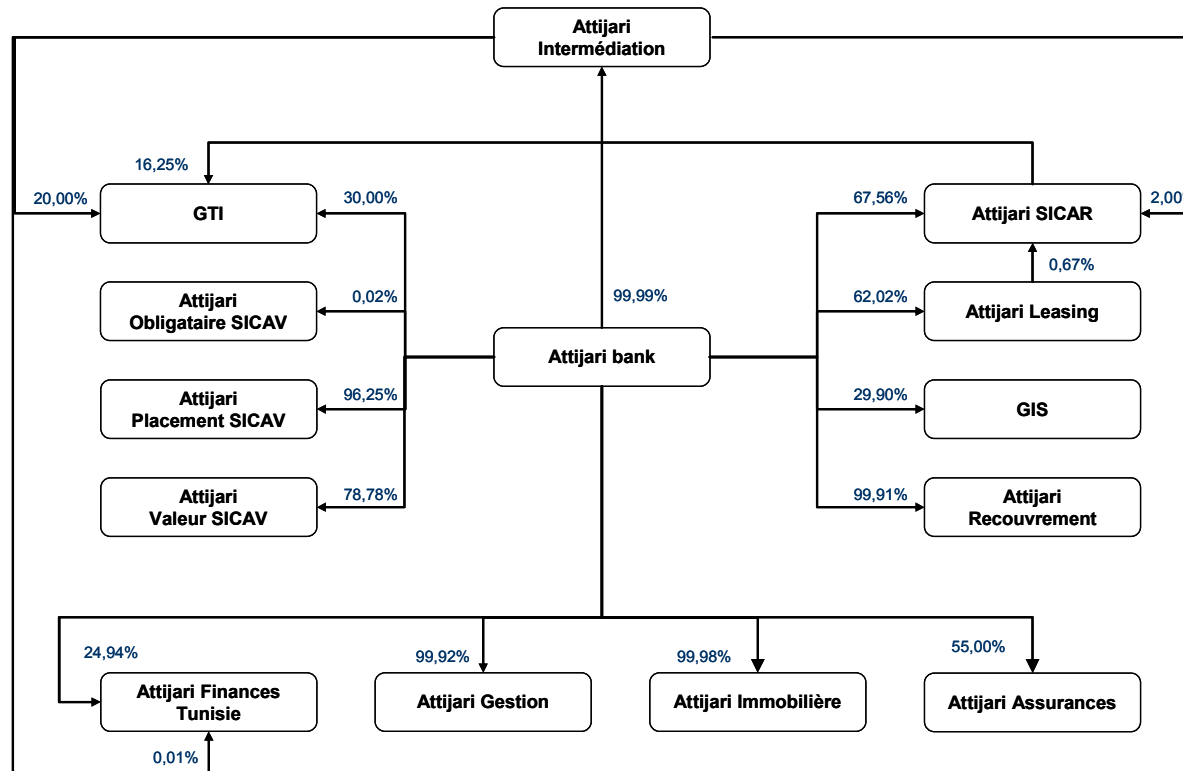 Attijari
Intermédiation
16,25%
20,00%
GTI
30,00%
67,56%
Attijari SICAR
2,00%
0,67%
Attijari
Obligataire SICAV
0,02%
99,99%
62,02%
Attijari Leasing
Attijari bank
Attijari
Placement SICAV
96,25%
29,90%
GIS
Attijari
Valeur SICAV
78,78%
99,91%
Attijari
Recouvrement
24,94%
99,92%
99,98%
55,00%
Attijari Finances
Tunisie
Attijari Gestion
Attijari Immobilière
Attijari Assurances
0,01%